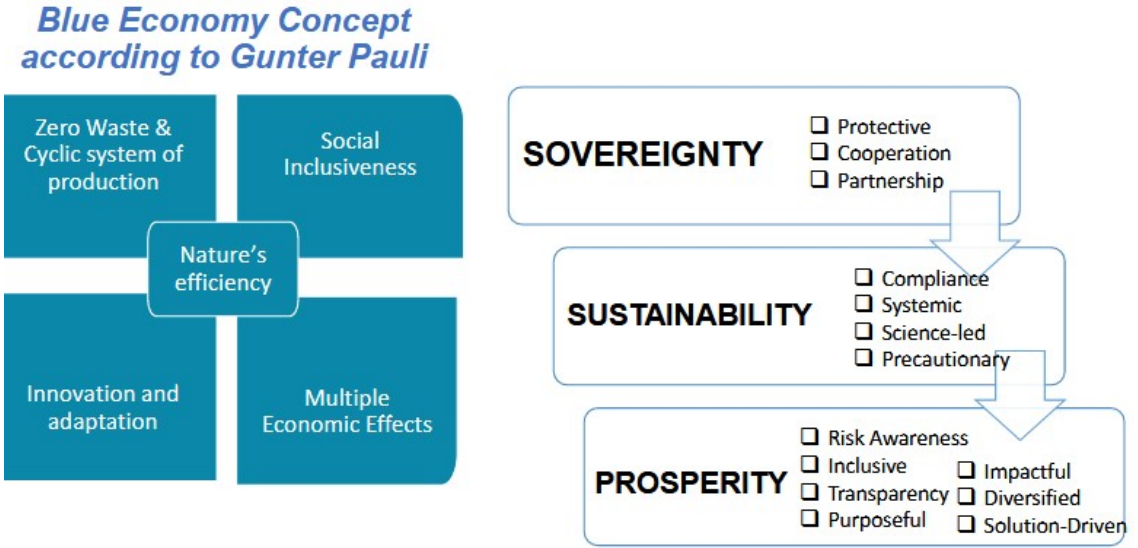 Blue Economy Concept
according to Gunter Pauli
Zero Waste &
Cyclic system of
production
Social
Inclusiveness
Nature's
efficiency
Innovation and
adaptation
Multiple
Economic Effects
SOVEREIGNTY
❑ Protective
❑ Cooperation
❑ Partnership
SUSTAINABILITY
❑ Compliance
❑ Systemic
❑ Science-led
❑ Precautionary
PROSPERITY
❑ Risk Awareness
❑ Inclusive
❑ Transparency
❑ Purposeful
❑ Impactful
❑ Diversified
❑ Solution-Driven